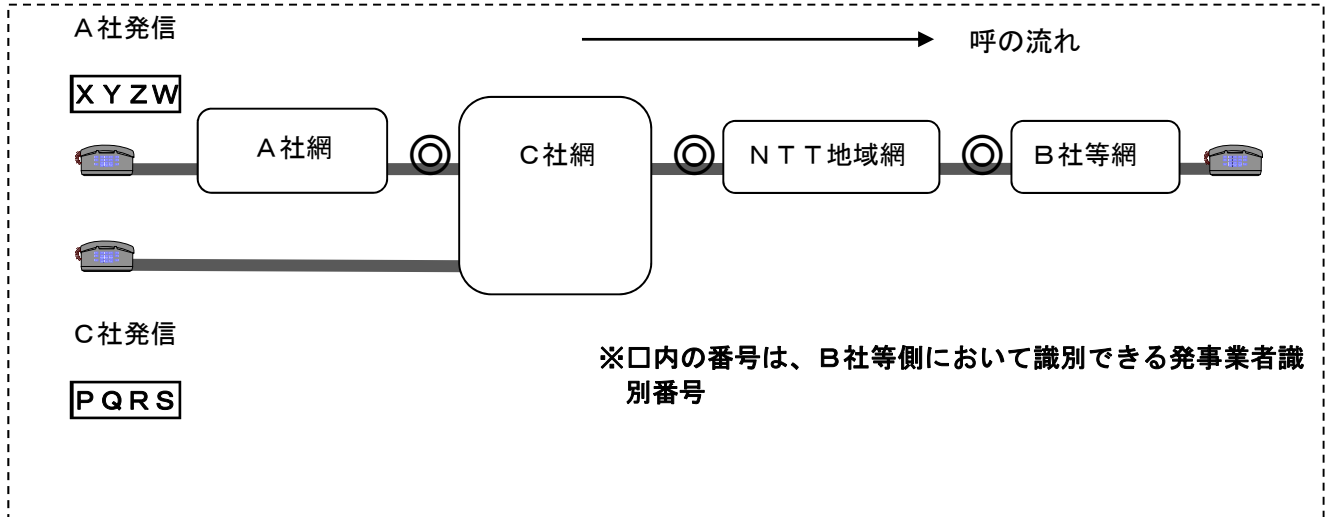 A社発信
呼の流れ
XYZW
A社網
C社網
NTT地域網
B社等網
C社発信
※□内の番号は、B社等側において識別できる発事業者識
別番号
PQRS